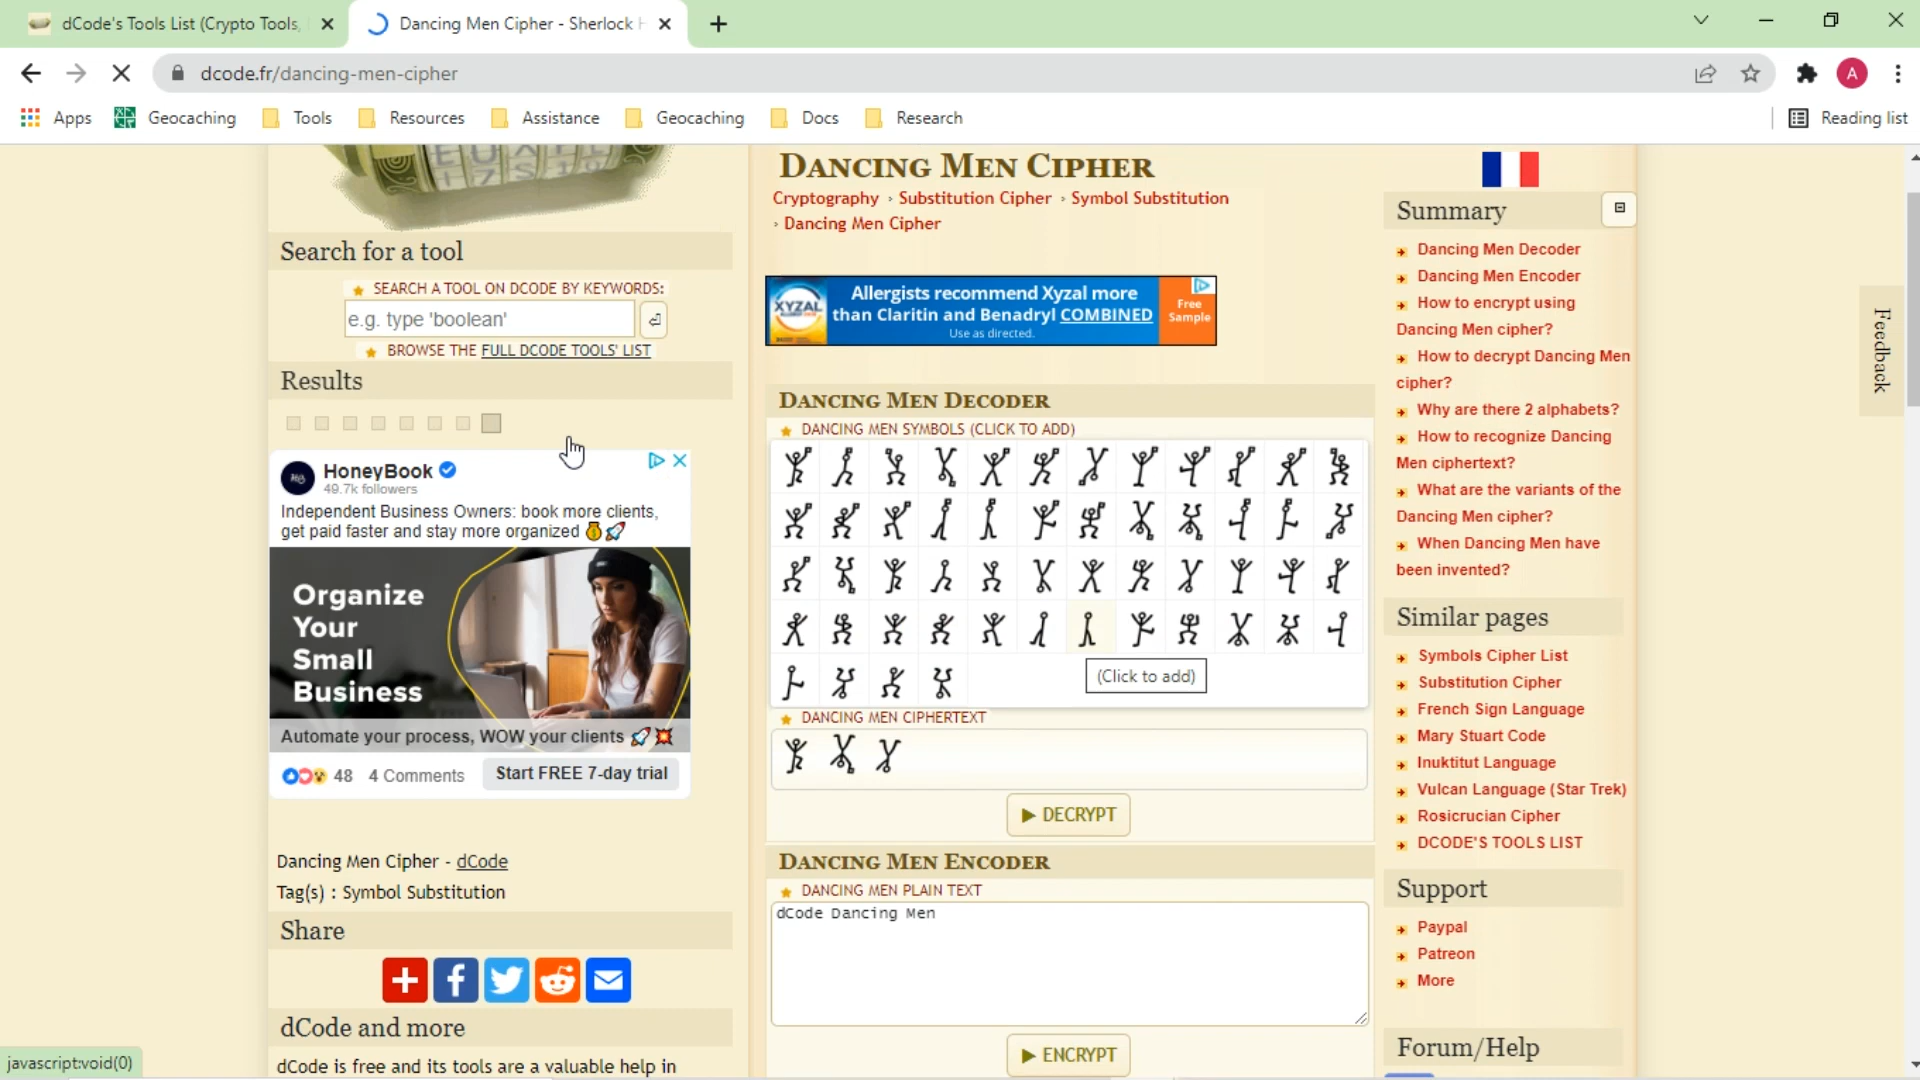 dCode's Tools List (Crypto Tools,
Dancing Men Cipher - Sherlock H
dcode.fr/dancing-men-cipher
A
Apps
Geocaching
Tools
Resources
Assistance
Geocaching
Docs
Research
Reading list
Search for a tool
SEARCH A TOOL ON DCODE BY KEYWORDS:
e.g. type 'boolean'
BROWSE THE FULL DCODE TOOLS' LIST
Results
HoneyBook
49.7k followers
Independent Business Owners: book more clients,
get paid faster and stay more organized
Organize
Your
Small
Business
Automate your process, WOW your clients
48 4 Comments
Start FREE 7-day trial
Dancing Men Cipher - dCode
Tag(s) : Symbol Substitution
Share
dCode and more
dCode is free and its tools are a valuable help in
javascript:void(0)
DANCING MEN CIPHER
Cryptography › Substitution Cipher › Symbol Substitution
› Dancing Men Cipher
XYZAL
Allergists recommend Xyzal more
than Claritin and Benadryl COMBINED
Use as directed.
Free
Sample
DANCING MEN DECODER
DANCING MEN SYMBOLS (CLICK TO ADD)
(Click to add)
DANCING MEN CIPHERTEXT
▶ DECRYPT
DANCING MEN ENCODER
DANCING MEN PLAIN TEXT
dCode Dancing Men
▶ ENCRYPT
Summary
Dancing Men Decoder
Dancing Men Encoder
How to encrypt using
Dancing Men cipher?
How to decrypt Dancing Men
cipher?
Why are there 2 alphabets?
How to recognize Dancing
Men ciphertext?
What are the variants of the
Dancing Men cipher?
When Dancing Men have
been invented?
Similar pages
Symbols Cipher List
Substitution Cipher
French Sign Language
Mary Stuart Code
Inuktitut Language
Vulcan Language (Star Trek)
Rosicrucian Cipher
DCODE'S TOOLS LIST
Support
Paypal
Patreon
More
Forum/Help
Feedback